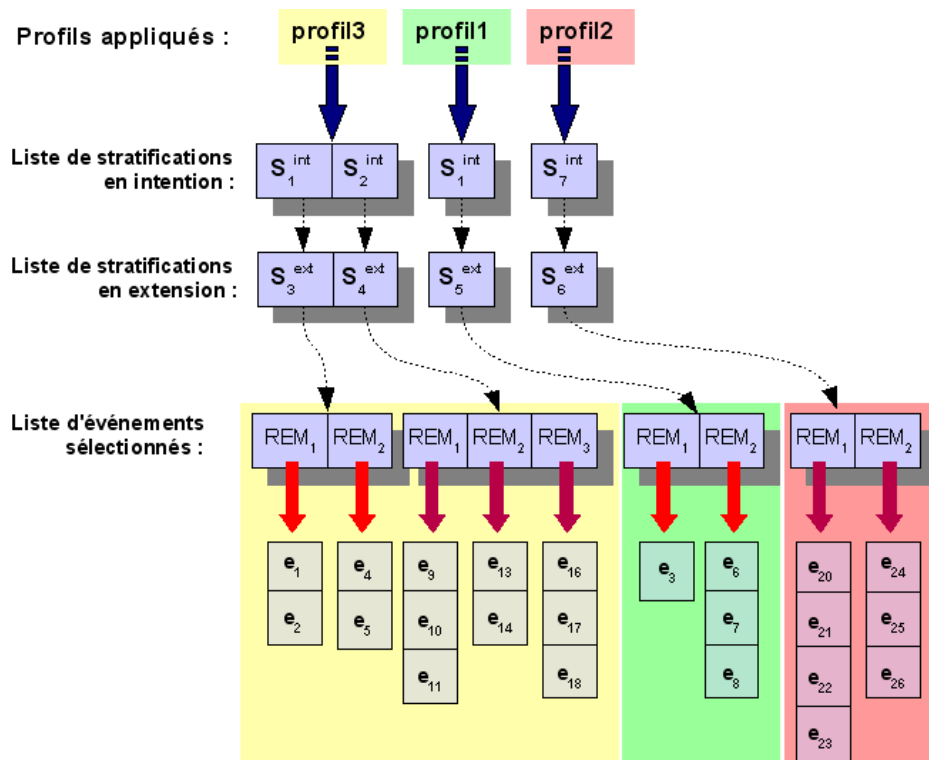 Profils appliqués : profil3 profil1 profil2
Liste de stratifications
en intention :
S₁ⁱⁿᵗ S₂ⁱⁿᵗ S₁ⁱⁿᵗ S₇ⁱⁿᵗ
Liste de stratifications
en extension :
S₃ᵉˣᵗ S₄ᵉˣᵗ S₅ᵉˣᵗ S₆ᵉˣᵗ
Liste d'événements
sélectionnés :
REM₁ REM₂ REM₁ REM₂ REM₃ REM₁ REM₂ REM₁ REM₂
e₁ e₄ e₉ e₁₃ e₁₆ e₃ e₆ e₂₀ e₂₄
e₂ e₅ e₁₀ e₁₄ e₁₇ e₇ e₂₁ e₂₅
e₁₁ e₁₈ e₈ e₂₂ e₂₆
e₂₃